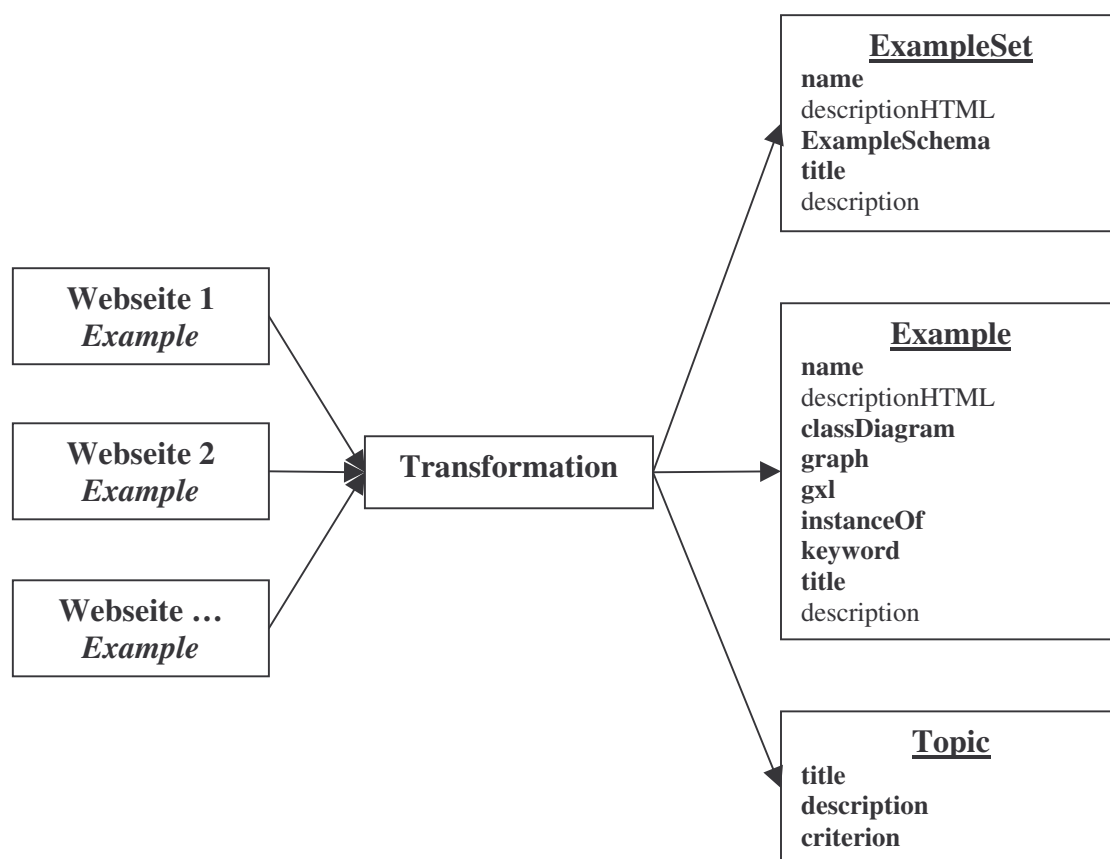 Webseite 1
Example
Webseite 2
Example
Webseite …
Example
Transformation
ExampleSet
name
descriptionHTML
ExampleSchema
title
description
Example
name
descriptionHTML
classDiagram
graph
gxl
instanceOf
keyword
title
description
Topic
title
description
criterion